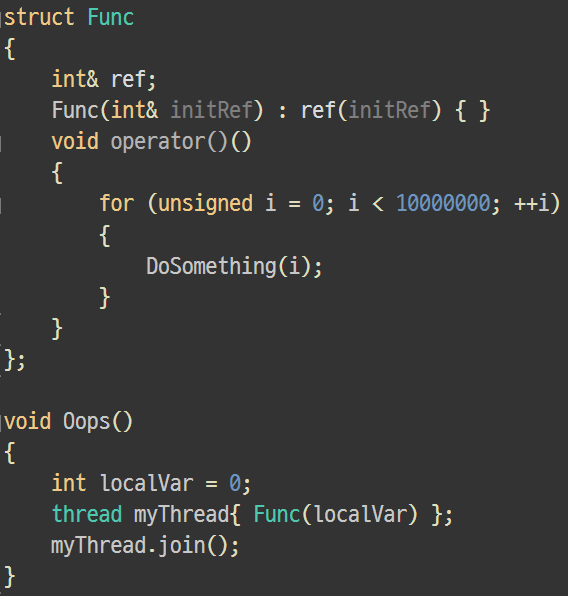 struct Func
{
    int& ref;
    Func(int& initRef) : ref(initRef) { }
    void operator()()
    {
        for (unsigned i = 0; i < 10000000; ++i)
        {
            DoSomething(i);
        }
    }
};

void Oops()
{
    int localVar = 0;
    thread myThread{ Func(localVar) };
    myThread.join();
}